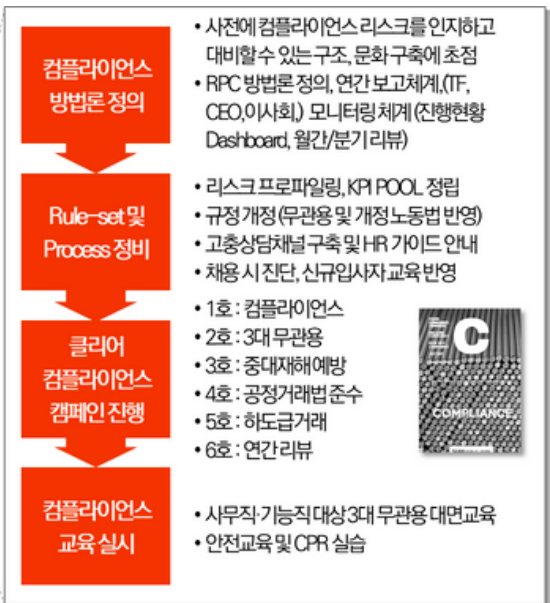 컴플라이언스
방법론 정의
• 사전에 컴플라이언스 리스크를 인지하고
대비할 수 있는 구조, 문화 구축에 초점
• RPC 방법론 정의, 연간 보고체계,(TF,
CEO,이사회,) 모니터링 체계 (진행현황
Dashboard, 월간/분기 리뷰)
Rule-set 및
Process 정비
• 리스크 프로파일링, KPI POOL 정립
• 규정 개정 (무관용 및 개정 노동법 반영)
• 고충상담채널 구축 및 HR 가이드 안내
• 채용 시 진단, 신규입사자 교육 반영
클리어
컴플라이언스
캠페인 진행
• 1호 : 컴플라이언스
• 2호 : 3대 무관용
• 3호 : 중대재해 예방
• 4호 : 공정거래법 준수
• 5호 : 하도급거래
• 6호 : 연간 리뷰
C
COMPLIANCE
컴플라이언스
교육 실시
• 사무직·기능직 대상 3대 무관용 대면교육
• 안전교육 및 CPR 실습